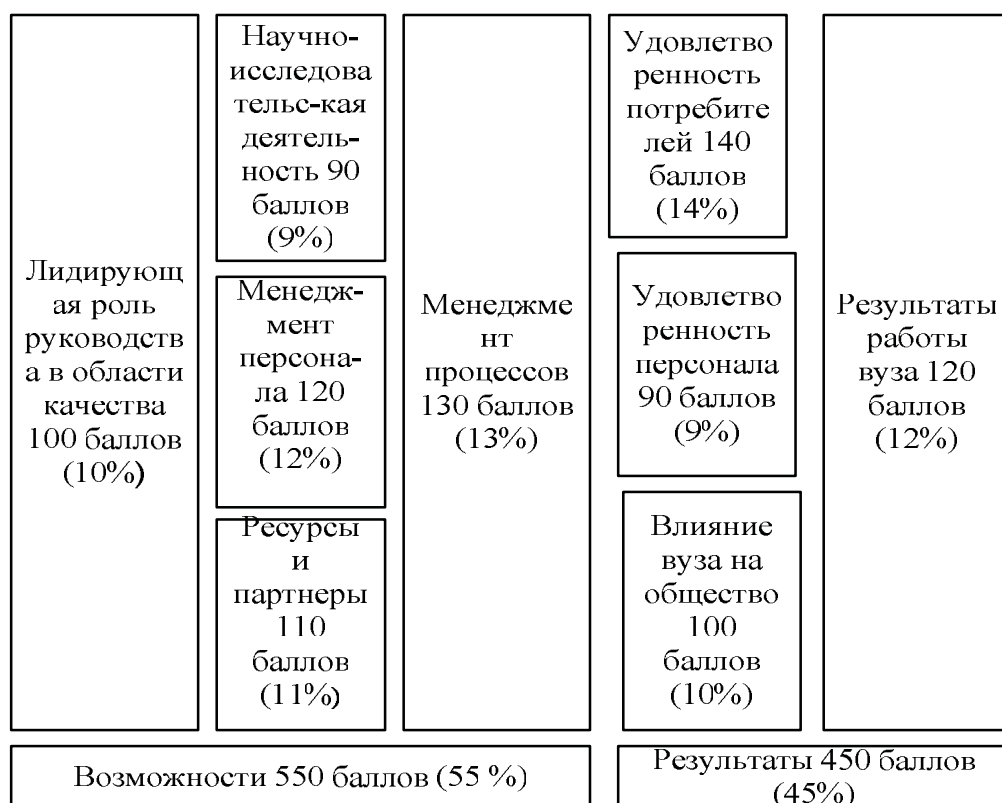 Лидирующ
ая роль
руководств
а в области
качества
100 баллов
(10%)
Научно-
исследова
тельс-кая
деятель-
ность 90
баллов
(9%)
Менедж-
мент
персона-
ла 120
баллов
(12%)
Ресурсы
и
партнеры
110
баллов
(11%)
Менеджме
нт
процессов
130 баллов
(13%)
Удовлетво
ренность
потребите
лей 140
баллов
(14%)
Удовлетво
ренность
персонала
90 баллов
(9%)
Влияние
вуза на
общество
100
баллов
(10%)
Результаты
работы
вуза 120
баллов
(12%)
Возможности 550 баллов (55 %)
Результаты 450 баллов
(45%)